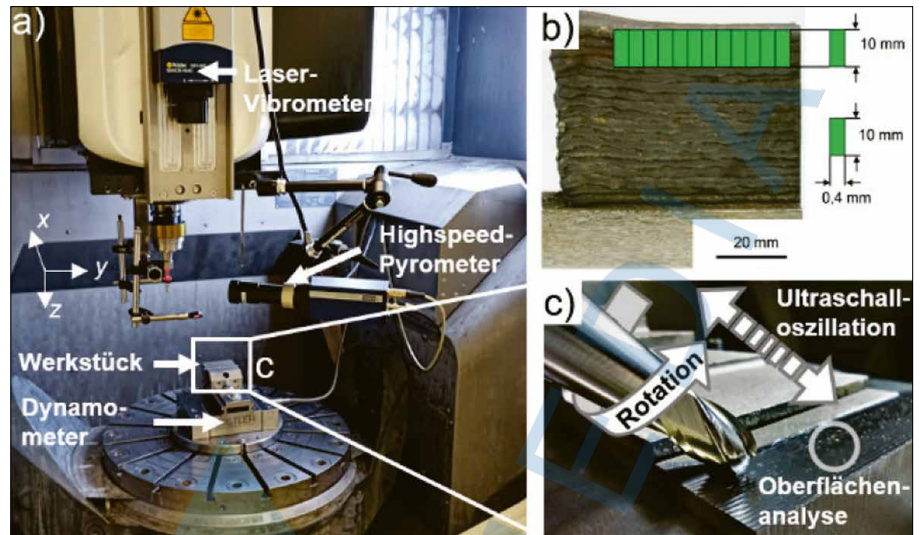 a)
Laser-
Vibrometer
Highspeed-
Pyrometer
x
y
z
Werkstück
C
Dynamo-
meter
b)
10 mm
10 mm
0,4 mm
20 mm
c)
Ultraschall-
oszillation
Rotation
Oberflächen-
analyse